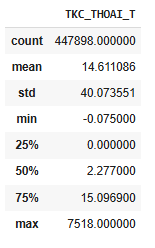 TKC_THOAI_T
count 447898.000000
mean 14.611086
std 40.073551
min -0.075000
25% 0.000000
50% 2.277000
75% 15.096900
max 7518.000000